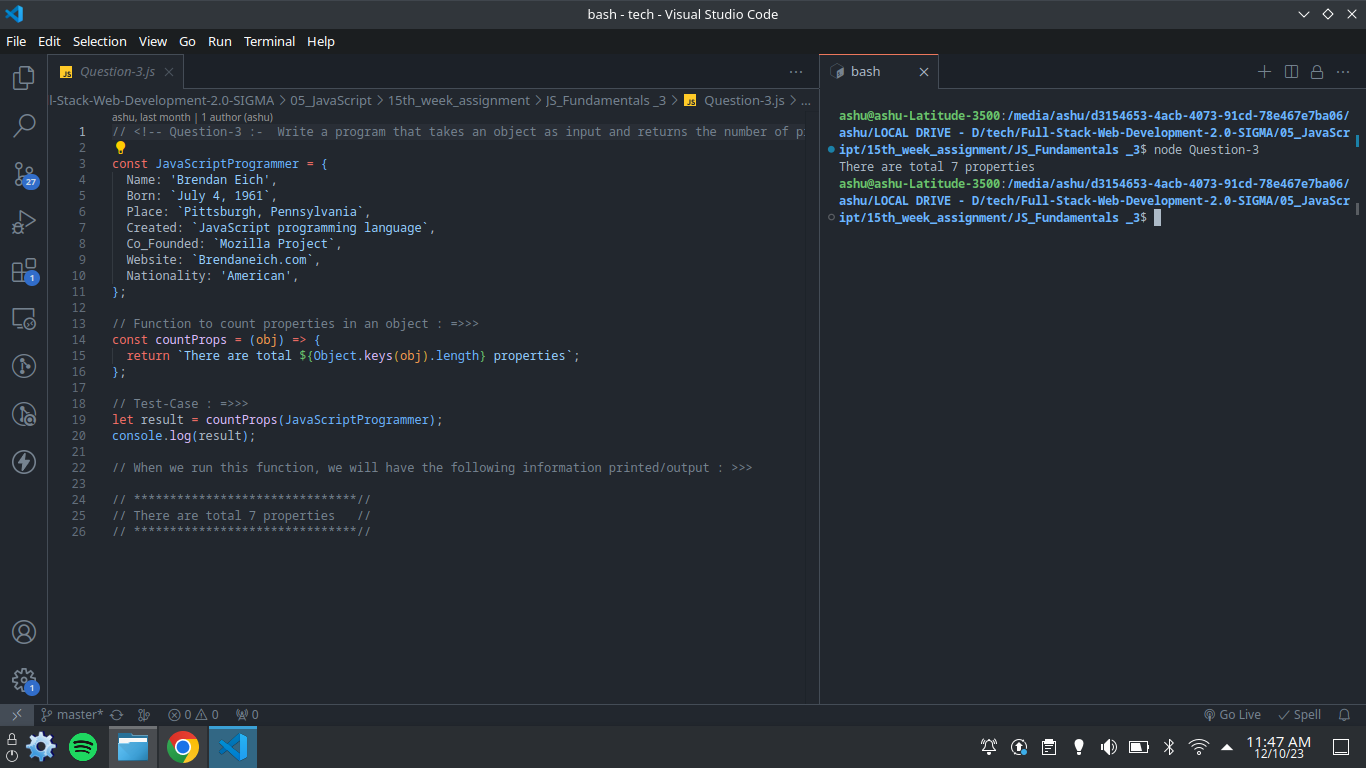 bash - tech - Visual Studio Code
File Edit Selection View Go Run Terminal Help
JS Question-3.js
l-Stack-Web-Development-2.0-SIGMA > 05_JavaScript > 15th_week_assignment > JS_Fundamentals _3 > JS Question-3.js > ...
ashu, last month | 1 author (ashu)
1 // <!-- Question-3 :-  Write a program that takes an object as input and returns the number of
2
3 const JavaScriptProgrammer = {
4   Name: 'Brendan Eich',
5   Born: `July 4, 1961`,
6   Place: `Pittsburgh, Pennsylvania`,
7   Created: `JavaScript programming language`,
8   Co_Founded: `Mozilla Project`,
9   Website: `Brendaneich.com`,
10   Nationality: 'American',
11 };
12
13 // Function to count properties in an object : =>>>
14 const countProps = (obj) => {
15   return `There are total ${Object.keys(obj).length} properties`;
16 };
17
18 // Test-Case : =>>>
19 let result = countProps(JavaScriptProgrammer);
20 console.log(result);
21
22 // When we run this function, we will have the following information printed/output : >>>
23
24 // *******************************//
25 // There are total 7 properties   //
26 // *******************************//
bash
ashu@ashu-Latitude-3500:/media/ashu/d3154653-4acb-4073-91cd-78e467e7ba06/
ashu/LOCAL DRIVE - D/tech/Full-Stack-Web-Development-2.0-SIGMA/05_JavaScr
ipt/15th_week_assignment/JS_Fundamentals _3$ node Question-3
There are total 7 properties
ashu@ashu-Latitude-3500:/media/ashu/d3154653-4acb-4073-91cd-78e467e7ba06/
ashu/LOCAL DRIVE - D/tech/Full-Stack-Web-Development-2.0-SIGMA/05_JavaScr
ipt/15th_week_assignment/JS_Fundamentals _3$
27
1
1
master* 0 0 0 Go Live Spell
11:47 AM
12/10/23